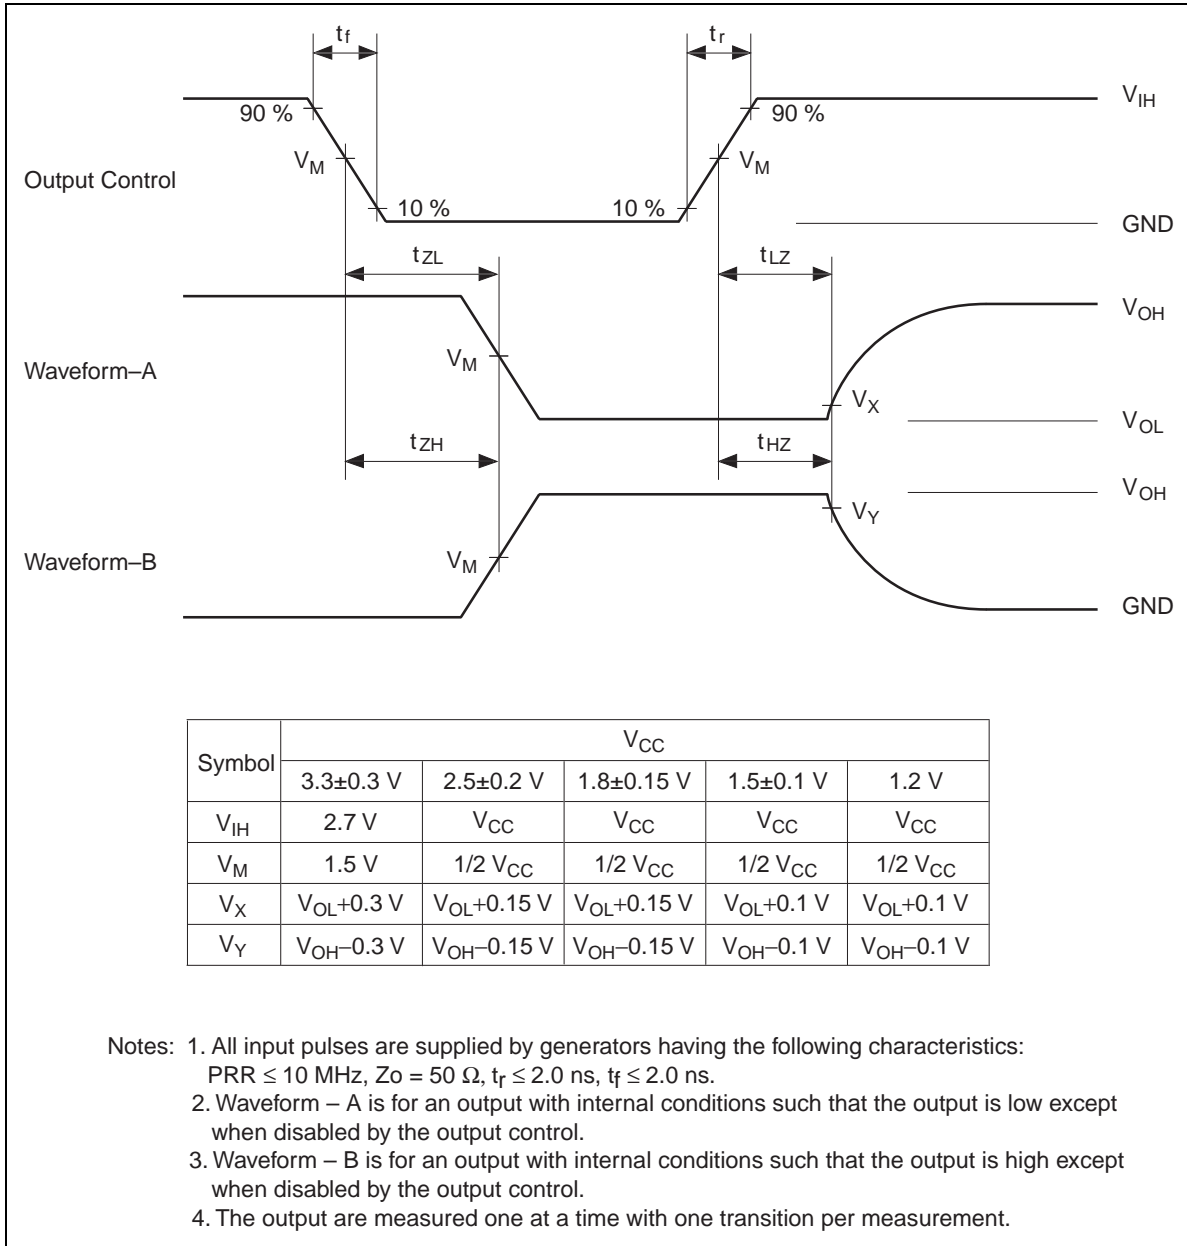 tf
tr
VIH
90 %
90 %
VM
VM
Output Control
10 %
10 %
GND
tZL
tLZ
VOH
VM
Waveform–A
VX
VOL
tZH
tHZ
VOH
VY
VM
Waveform–B
GND
Symbol
VCC
3.3±0.3 V 2.5±0.2 V 1.8±0.15 V 1.5±0.1 V 1.2 V
VIH 2.7 V VCC VCC VCC VCC
VM 1.5 V 1/2 VCC 1/2 VCC 1/2 VCC 1/2 VCC
VX VOL+0.3 V VOL+0.15 V VOL+0.15 V VOL+0.1 V VOL+0.1 V
VY VOH−0.3 V VOH−0.15 V VOH−0.15 V VOH−0.1 V VOH−0.1 V
Notes: 1. All input pulses are supplied by generators having the following characteristics:
PRR ≤ 10 MHz, Zo = 50 Ω, tr ≤ 2.0 ns, tf ≤ 2.0 ns.
2. Waveform – A is for an output with internal conditions such that the output is low except
when disabled by the output control.
3. Waveform – B is for an output with internal conditions such that the output is high except
when disabled by the output control.
4. The output are measured one at a time with one transition per measurement.